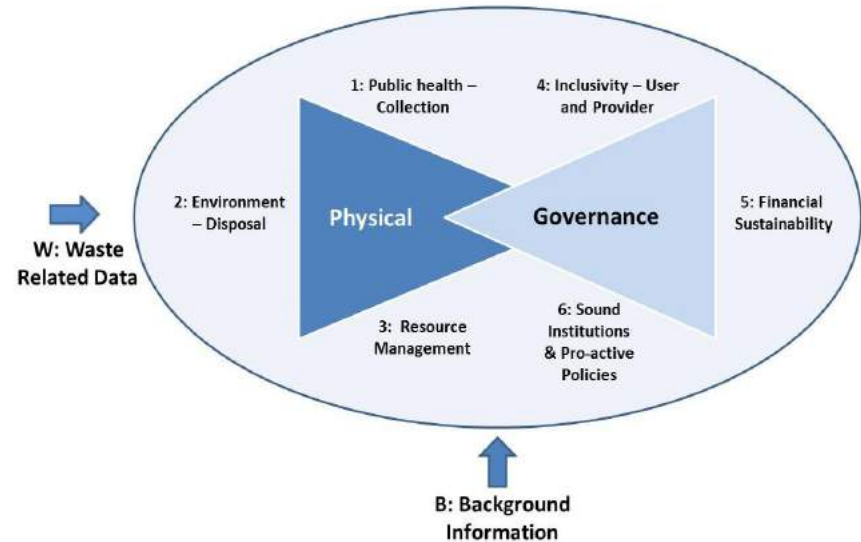 1: Public health –
Collection
4: Inclusivity – User
and Provider
2: Environment
– Disposal
Physical
Governance
5: Financial
Sustainability
W: Waste
Related Data
3: Resource
Management
6: Sound
Institutions
& Pro-active
Policies
B: Background
Information